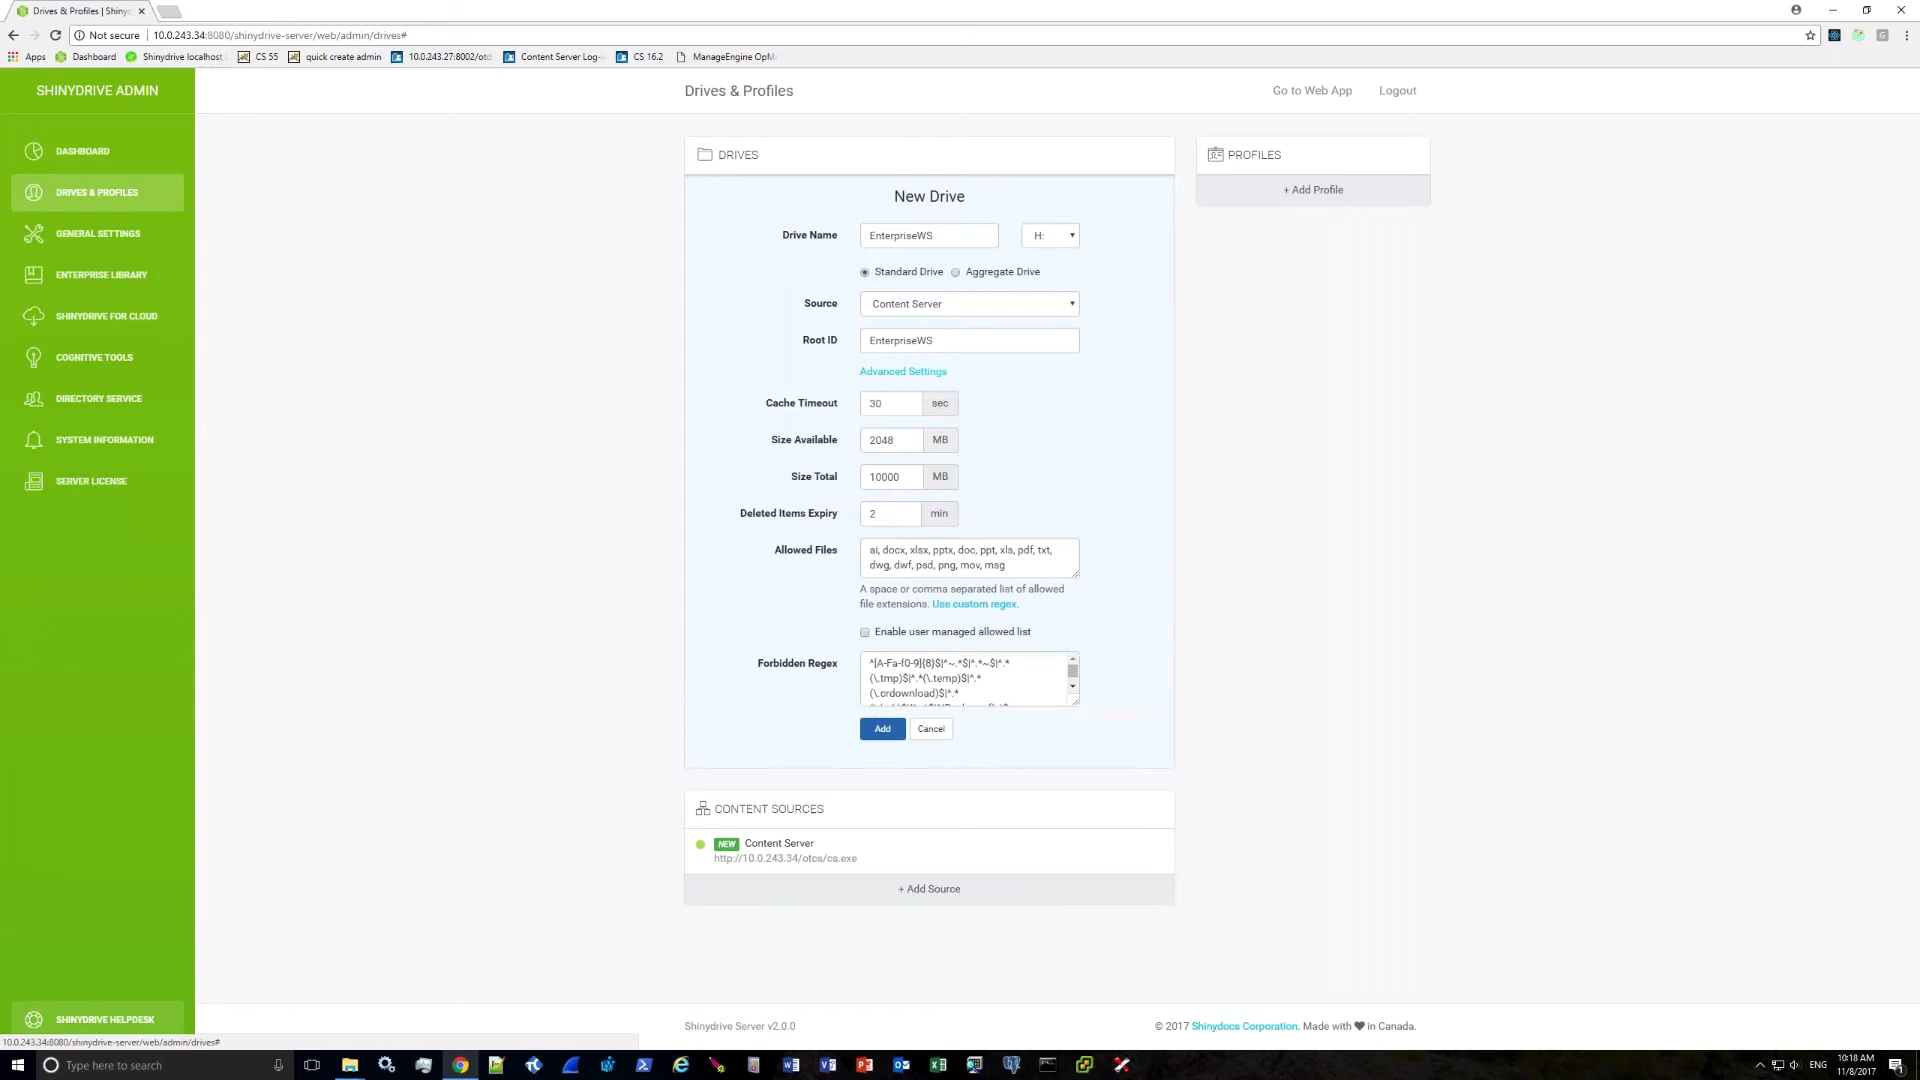 Drives & Profiles | Shiny
Not secure
10.0.243.34:8080/shinydrive-server/web/admin/drives#
Apps
Dashboard
Shinydrive localhost
CS 55
quick create admin
10.0.243.27:8002/otd
Content Server Log-i
CS 16.2
ManageEngine OpM
SHINYDRIVE ADMIN
Drives & Profiles
Go to Web App
Logout
DASHBOARD
DRIVES & PROFILES
GENERAL SETTINGS
ENTERPRISE LIBRARY
SHINYDRIVE FOR CLOUD
COGNITIVE TOOLS
DIRECTORY SERVICE
SYSTEM INFORMATION
SERVER LICENSE
SHINYDRIVE HELPDESK
DRIVES
New Drive
Drive Name
EnterpriseWS
H:
Standard Drive
Aggregate Drive
Source
Content Server
Root ID
EnterpriseWS
Advanced Settings
Cache Timeout
30
sec
Size Available
2048
MB
Size Total
10000
MB
Deleted Items Expiry
2
min
Allowed Files
ai, docx, xlsx, pptx, doc, ppt, xls, pdf, txt,
dwg, dwf, psd, png, mov, msg
A space or comma separated list of allowed
file extensions. Use custom regex.
Enable user managed allowed list
Forbidden Regex
^[A-Fa-f0-9]{8}$|^~.*$|^.*~$|^.*
(\.tmp)$|^.*(\.temp)$|^.*
(\.crdownload)$|^.*
Add
Cancel
PROFILES
+ Add Profile
CONTENT SOURCES
NEW
Content Server
http://10.0.243.34/otcs/cs.exe
+ Add Source
Shinydrive Server v2.0.0
© 2017 Shinydocs Corporation. Made with ❤ in Canada.
10.0.243.34:8080/shinydrive-server/web/admin/drives#
Type here to search
ENG
10:18 AM
11/8/2017